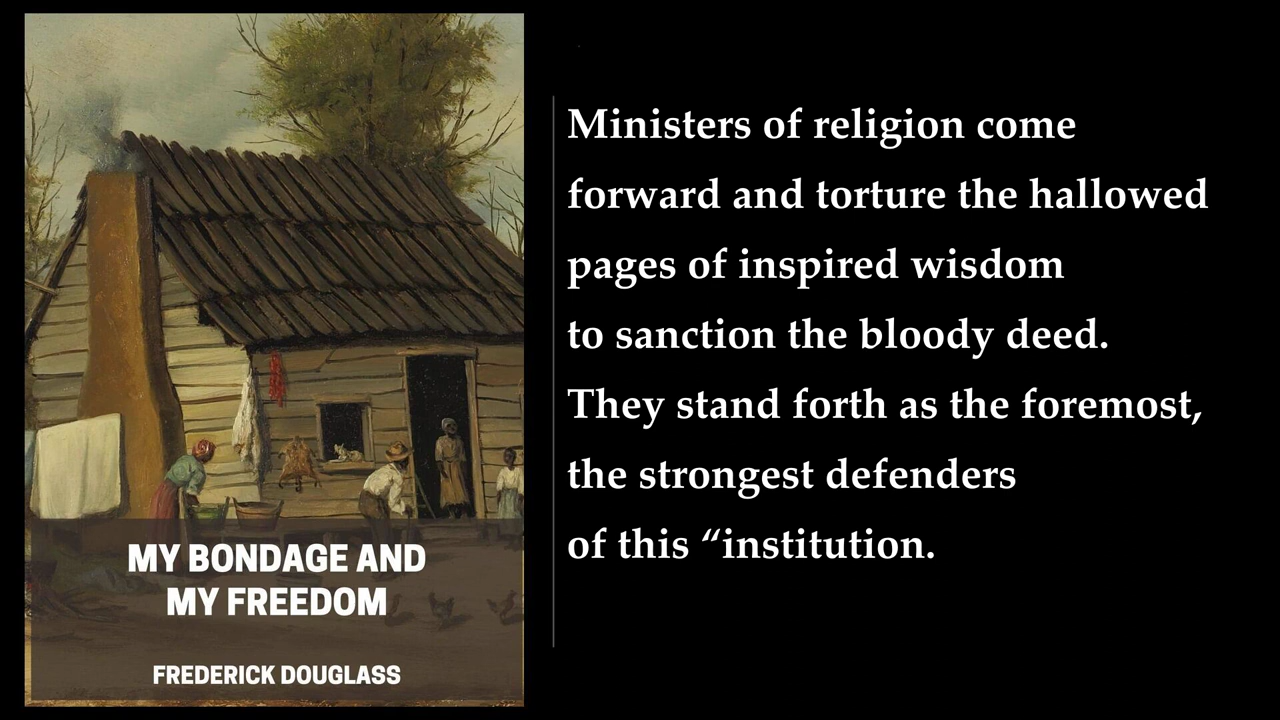 MY BONDAGE AND
MY FREEDOM
FREDERICK DOUGLASS
Ministers of religion come
forward and torture the hallowed
pages of inspired wisdom
to sanction the bloody deed.
They stand forth as the foremost,
the strongest defenders
of this “institution.